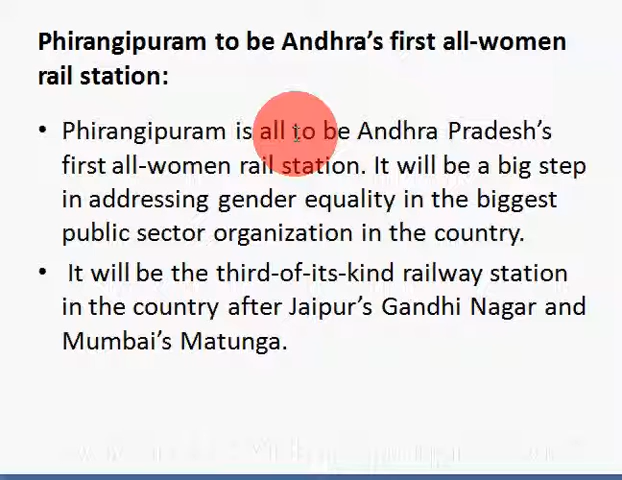 Phirangipuram to be Andhra’s first all-women
rail station:
• Phirangipuram is all to be Andhra Pradesh’s
first all-women rail station. It will be a big step
in addressing gender equality in the biggest
public sector organization in the country.
• It will be the third-of-its-kind railway station
in the country after Jaipur’s Gandhi Nagar and
Mumbai’s Matunga.